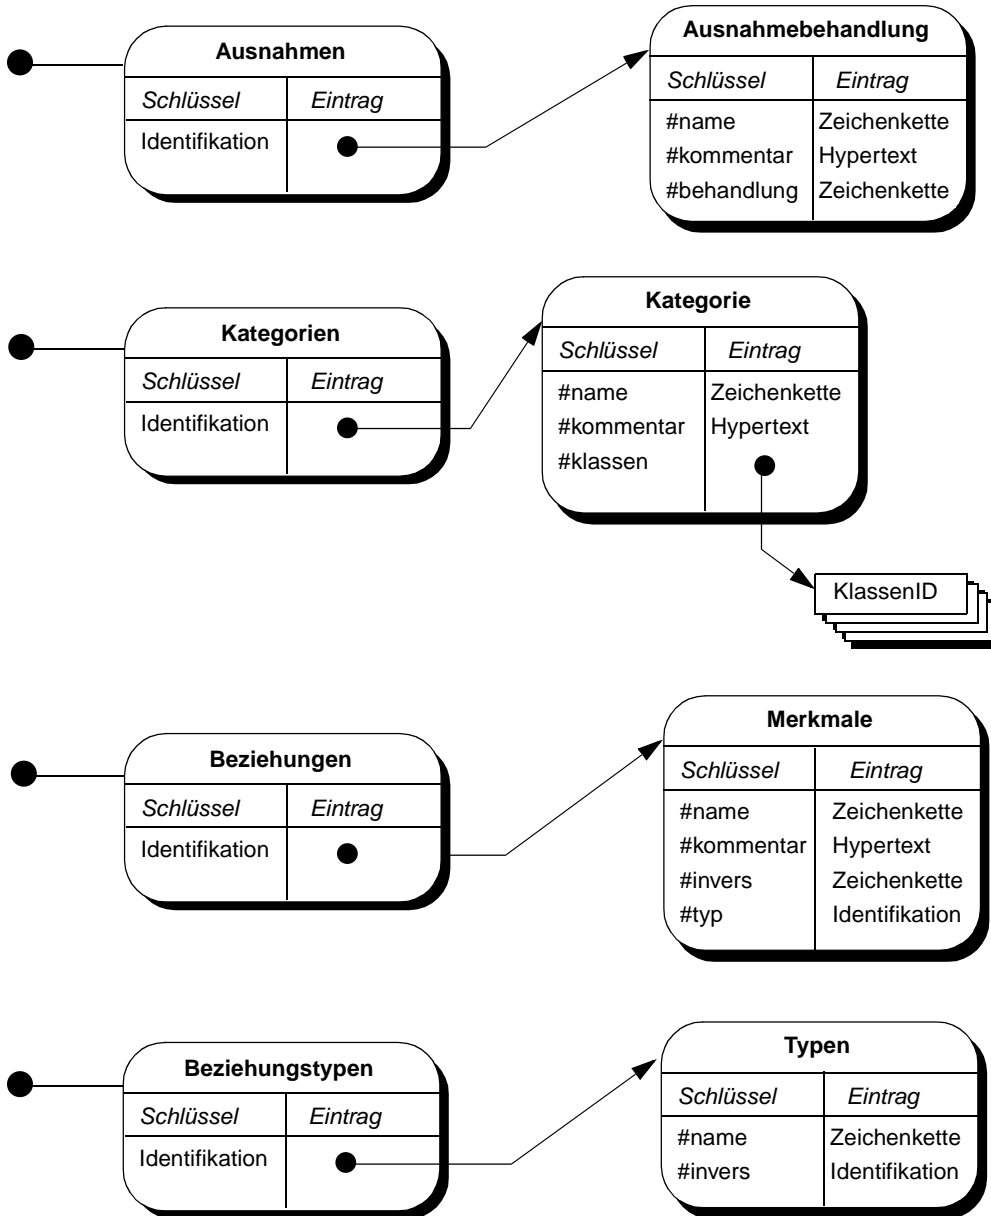 Ausnahmen
Schlüssel Eintrag
Identifikation
Ausnahmebehandlung
Schlüssel Eintrag
#name Zeichenkette
#kommentar Hypertext
#behandlung Zeichenkette
Kategorien
Schlüssel Eintrag
Identifikation
Kategorie
Schlüssel Eintrag
#name Zeichenkette
#kommentar Hypertext
#klassen
KlassenID
Beziehungen
Schlüssel Eintrag
Identifikation
Merkmale
Schlüssel Eintrag
#name Zeichenkette
#kommentar Hypertext
#invers Zeichenkette
#typ Identifikation
Beziehungstypen
Schlüssel Eintrag
Identifikation
Typen
Schlüssel Eintrag
#name Zeichenkette
#invers Identifikation